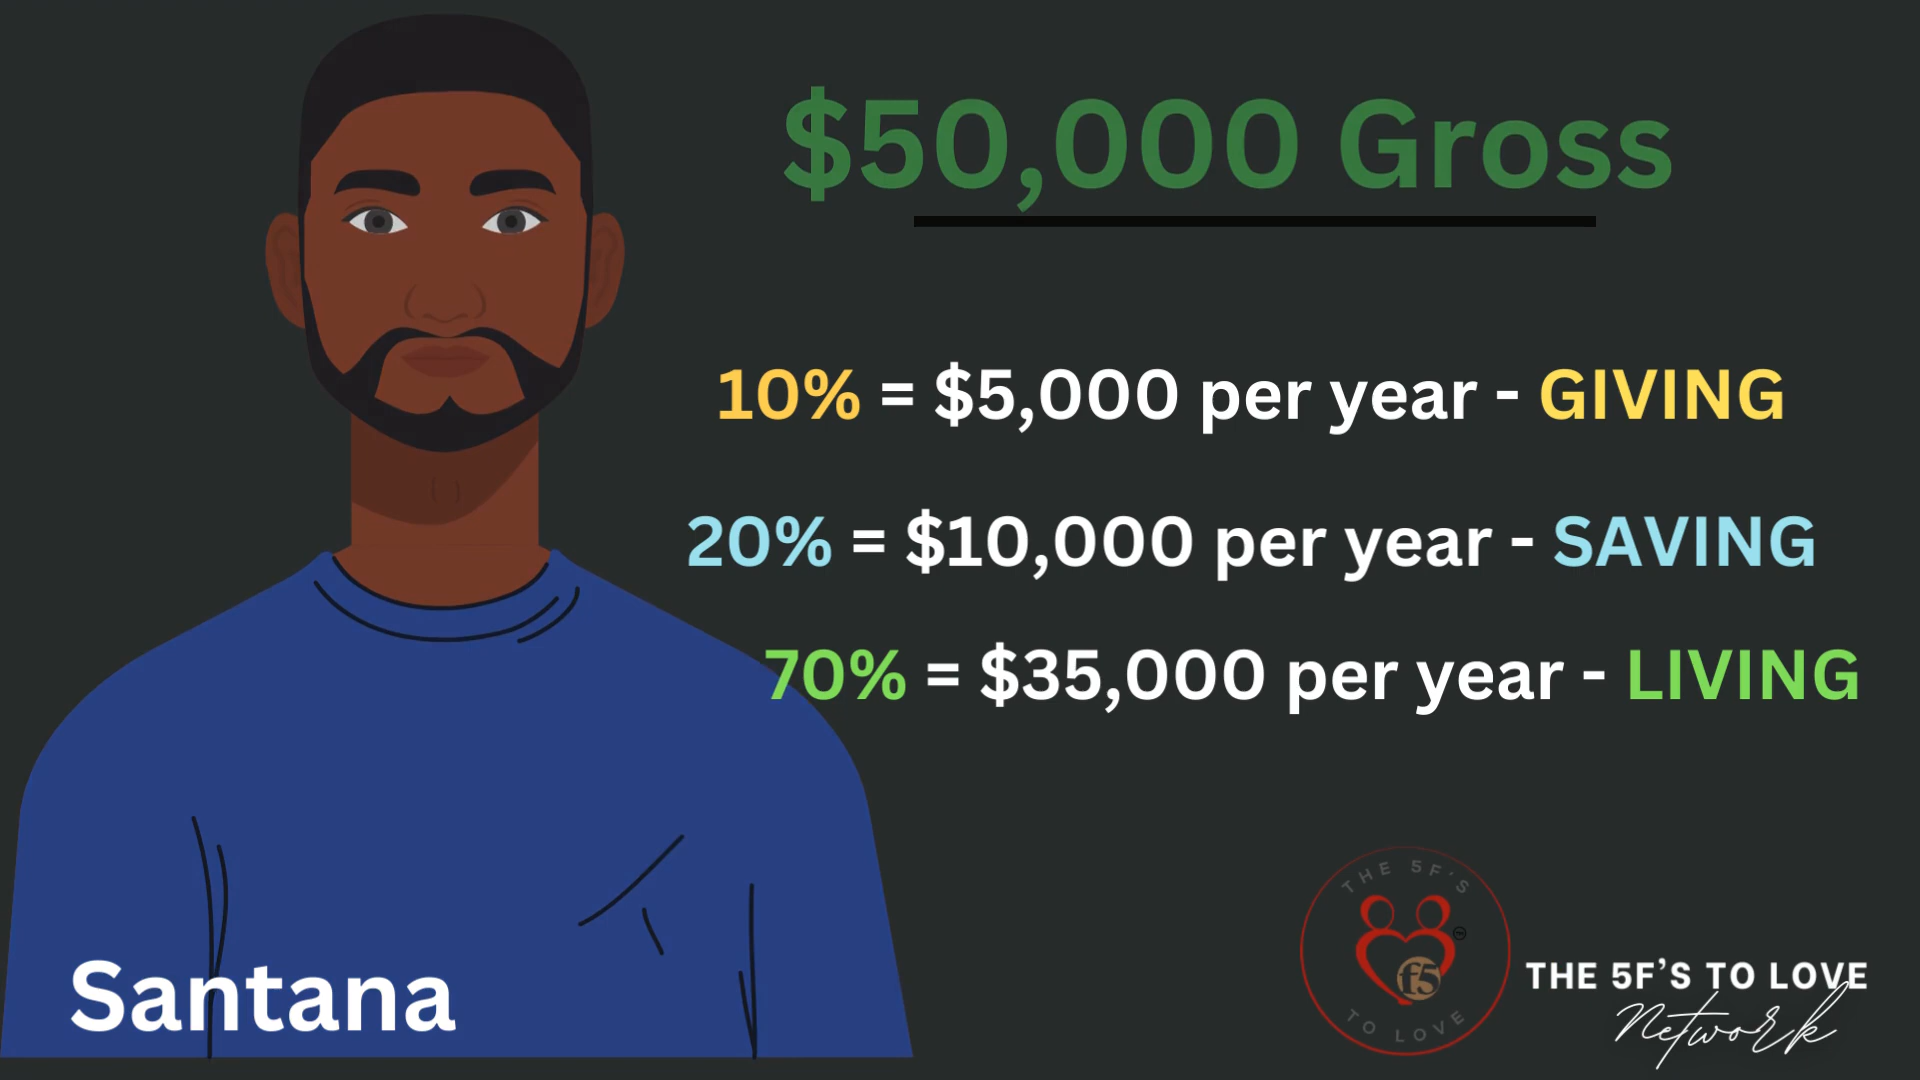 $50,000 Gross
10% = $5,000 per year - GIVING
20% = $10,000 per year - SAVING
70% = $35,000 per year - LIVING
Santana
THE 5F'S
f5
TO LOVE
THE 5F’S TO LOVE
Network